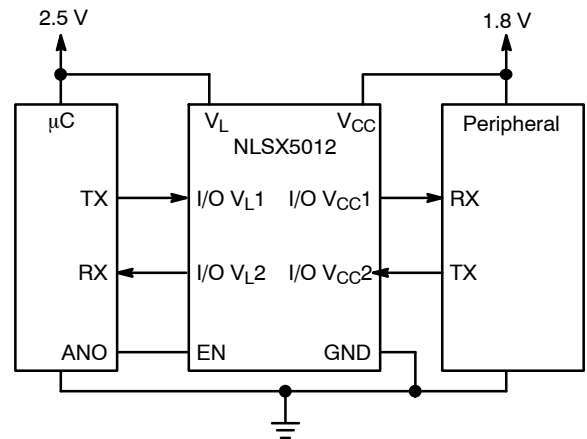 2.5 V
1.8 V
μC
V_L
V_CC
Peripheral
NLSX5012
TX
I/O V_L1
I/O V_CC1
RX
RX
I/O V_L2
I/O V_CC2
TX
ANO
EN
GND